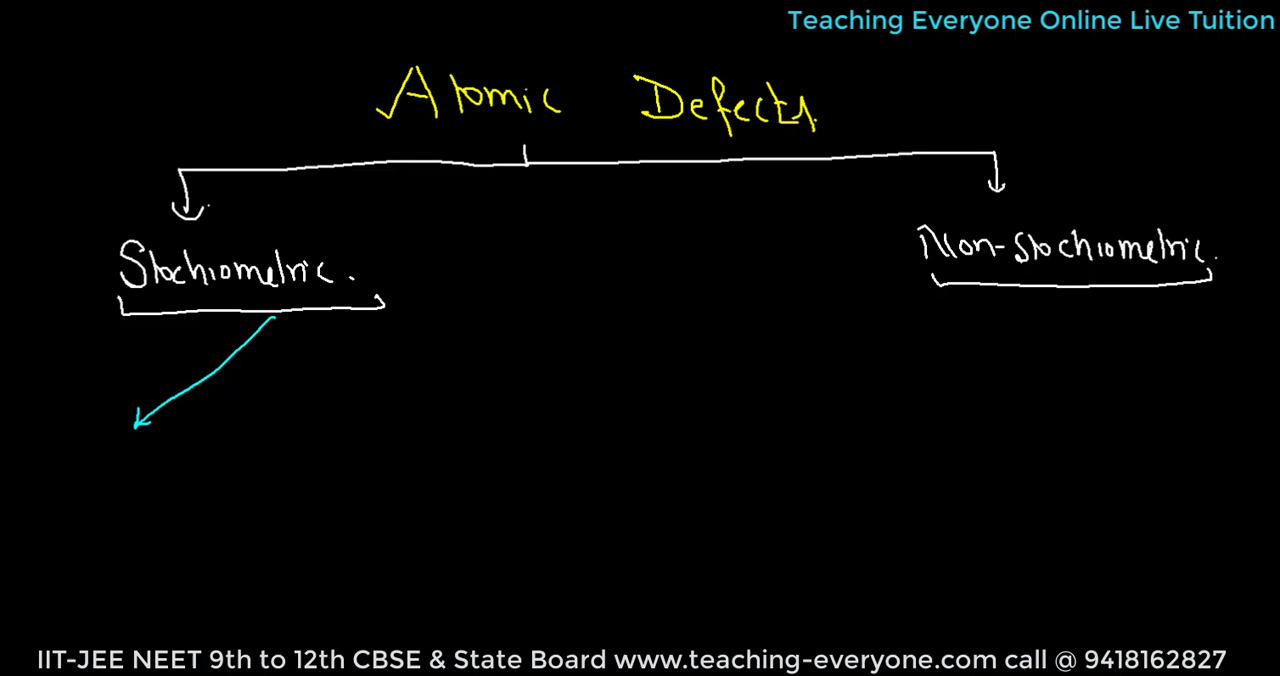 Teaching Everyone Online Live Tuition
Atomic Defects.
Stochiometric.
Non-Stochiometric.
IIT-JEE NEET 9th to 12th CBSE & State Board www.teaching-everyone.com call @ 9418162827